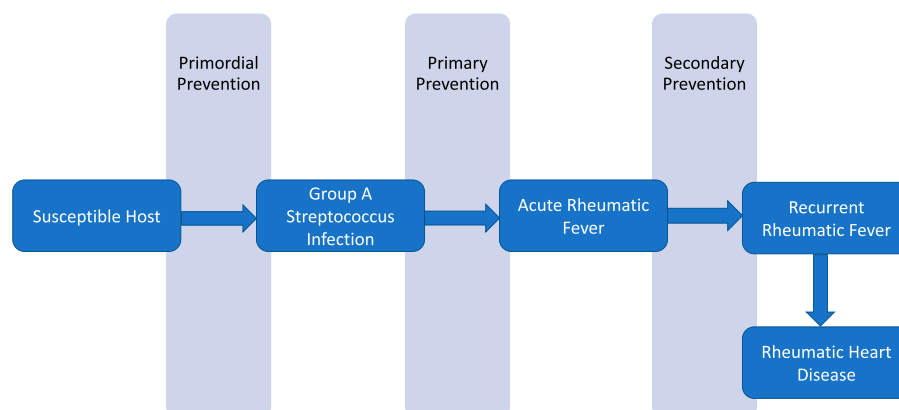 Primordial
Prevention
Primary
Prevention
Secondary
Prevention
Susceptible Host
Group A
Streptococcus
Infection
Acute Rheumatic
Fever
Recurrent
Rheumatic Fever
Rheumatic Heart
Disease